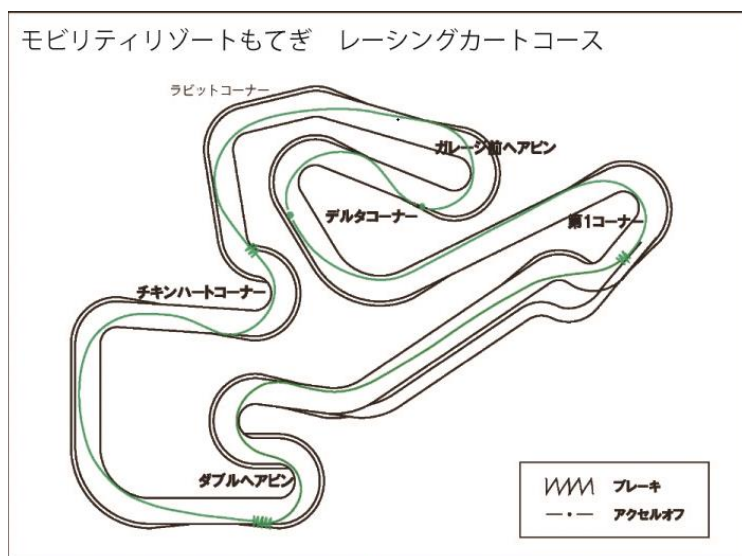 モビリティリゾートもてぎ　レーシングカートコース
ラビットコーナー
ガレージ前ヘアピン
デルタコーナー
第1コーナー
チキンハートコーナー
ダブルヘアピン
ブレーキ
アクセルオフ